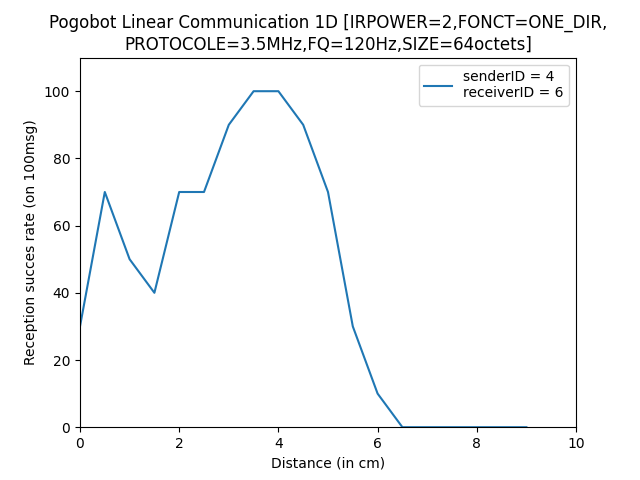 Pogobot Linear Communication 1D [IRPOWER=2,FONCT=ONE_DIR,
PROTOCOLE=3.5MHz,FQ=120Hz,SIZE=64octets]
senderID = 4
receiverID = 6
Reception succes rate (on 100msg)
100
80
60
40
20
0
0 2 4 6 8 10
Distance (in cm)